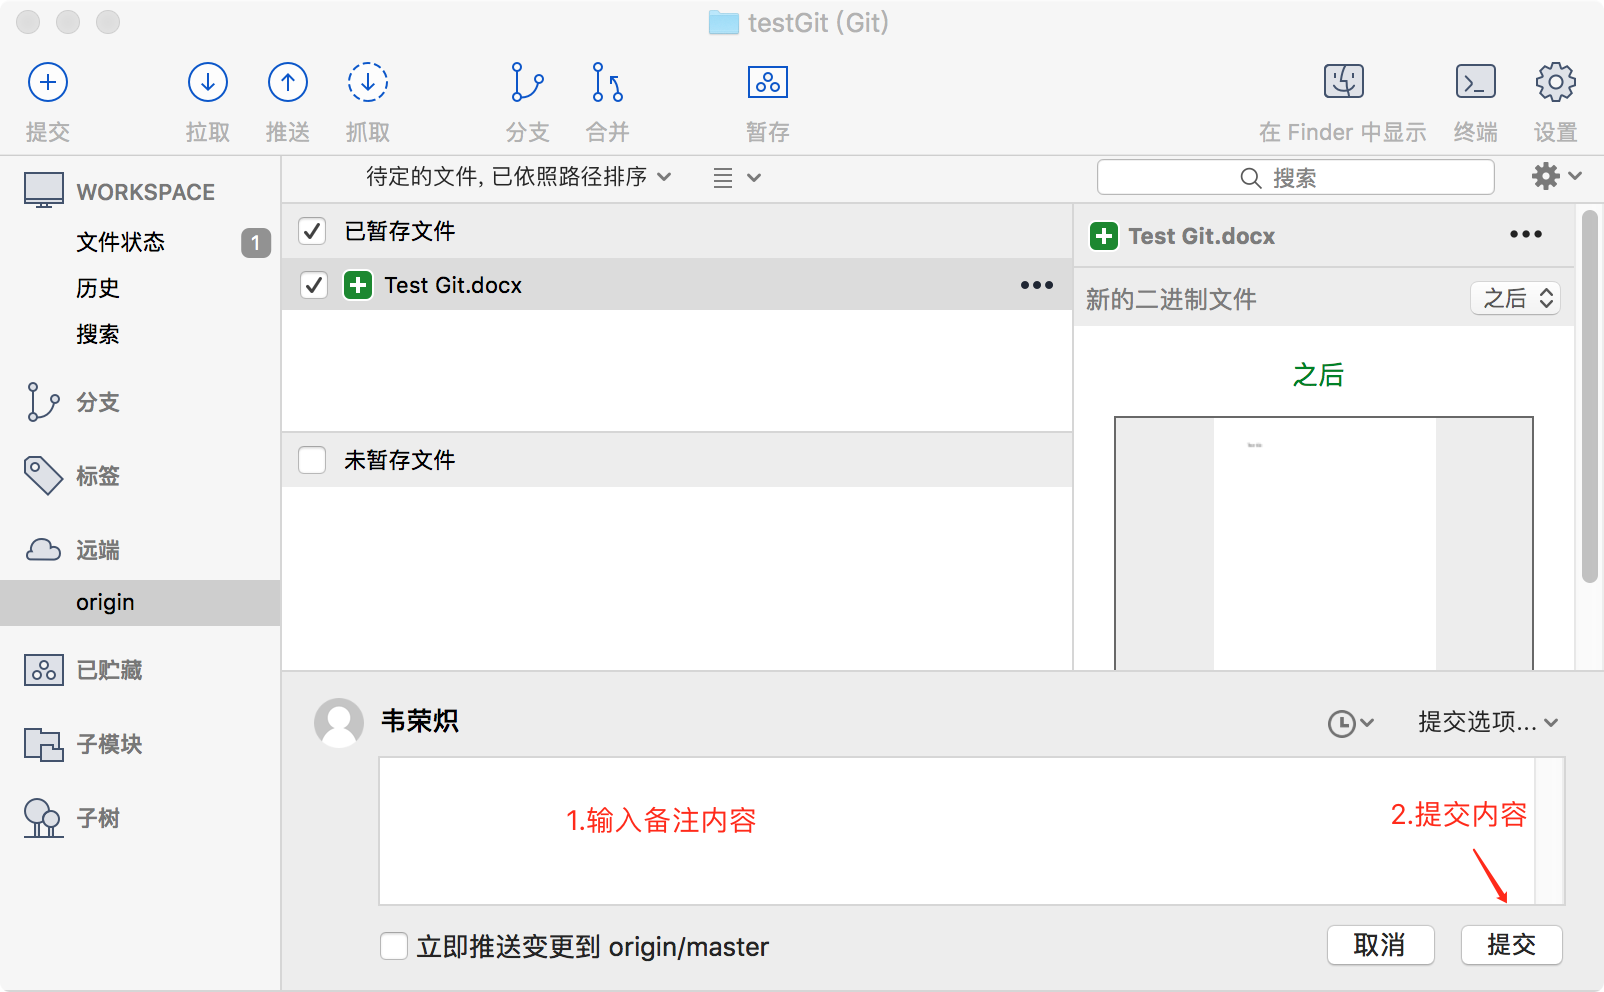 testGit (Git)
提交
拉取
推送
抓取
分支
合并
暂存
在 Finder 中显示
终端
设置
WORKSPACE
文件状态
1
历史
搜索
分支
标签
远端
origin
已贮藏
子模块
子树
待定的文件, 已依照路径排序
搜索
已暂存文件
Test Git.docx
未暂存文件
Test Git.docx
新的二进制文件
之后
之后
韦荣炽
提交选项...
1.输入备注内容
2.提交内容
立即推送变更到 origin/master
取消
提交